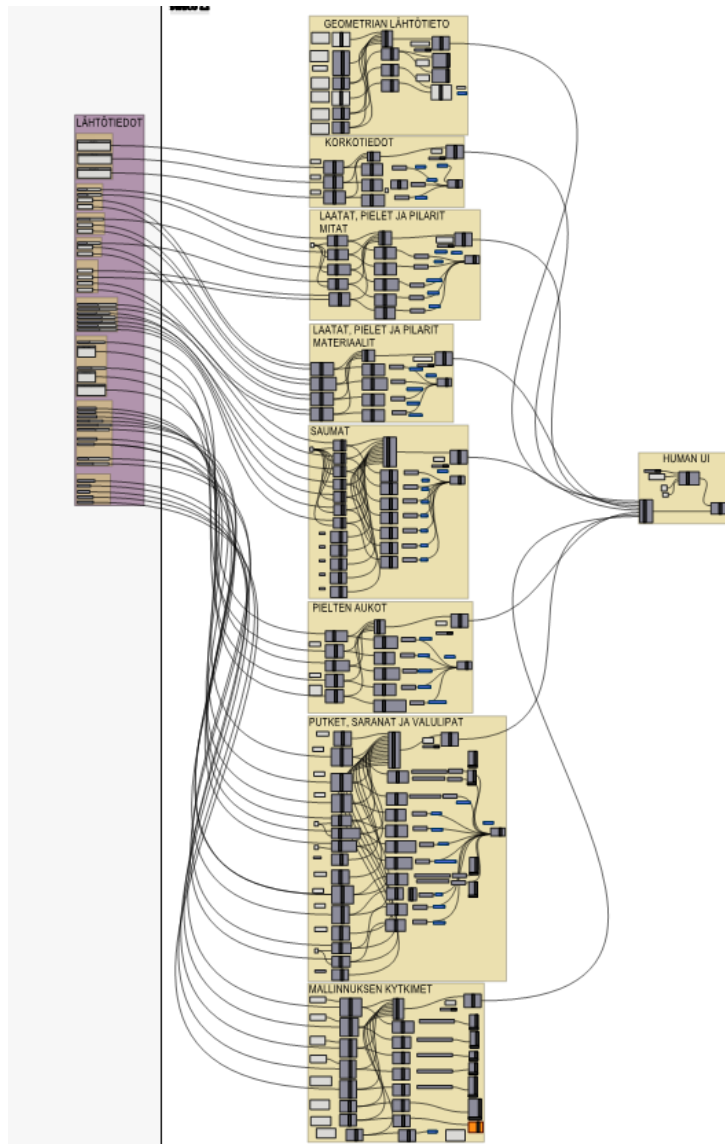 GEOMETRIAN LÄHTÖTIETO
LÄHTÖTIEDOT
KORKOTIEDOT
LAATAT, PIELET JA PILARIT
MITAT
LAATAT, PIELET JA PILARIT
MATERIAALIT
SAUMAT
HUMAN UI
PIELTEN AUKOT
PUTKET, SARANAT JA VALULIPAT
MALLINNUKSEN KYTKIMET